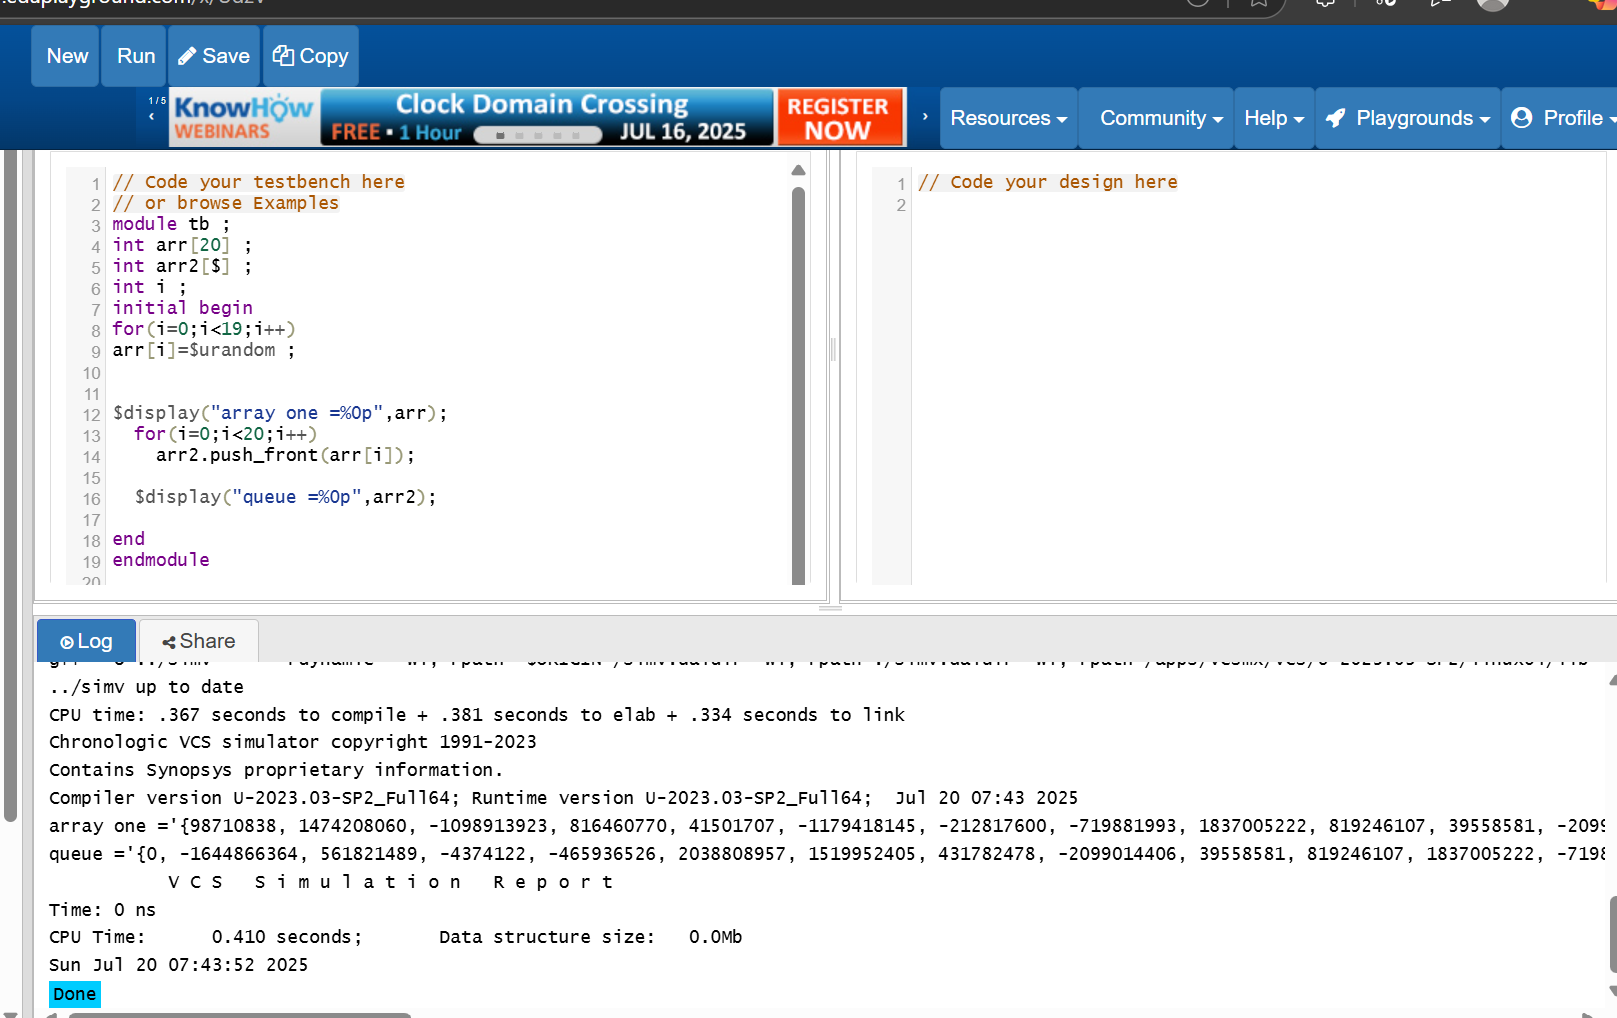 New Run Save Copy
1/5 KnowHow WEBINARS Clock Domain Crossing FREE • 1 Hour JUL 16, 2025 REGISTER NOW Resources Community Help Playgrounds Profile
1 // Code your testbench here
2 // or browse Examples
3 module tb ;
4 int arr[20] ;
5 int arr2[$] ;
6 int i ;
7 initial begin
8 for(i=0;i<19;i++)
9 arr[i]=$urandom ;
10
11
12 $display("array one =%0p",arr);
13 for(i=0;i<20;i++)
14 arr2.push_front(arr[i]);
15
16 $display("queue =%0p",arr2);
17
18 end
19 endmodule
20
1 // Code your design here
2
Log Share
../simv up to date
CPU time: .367 seconds to compile + .381 seconds to elab + .334 seconds to link
Chronologic VCS simulator copyright 1991-2023
Contains Synopsys proprietary information.
Compiler version U-2023.03-SP2_Full64; Runtime version U-2023.03-SP2_Full64; Jul 20 07:43 2025
array one ='{98710838, 1474208060, -1098913923, 816460770, 41501707, -1179418145, -212817600, -719881993, 1837005222, 819246107, 39558581, -2099
queue ='{0, -1644866364, 561821489, -4374122, -465936526, 2038808957, 1519952405, 431782478, -2099014406, 39558581, 819246107, 1837005222, -7198
V C S S i m u l a t i o n R e p o r t
Time: 0 ns
CPU Time: 0.410 seconds; Data structure size: 0.0Mb
Sun Jul 20 07:43:52 2025
Done